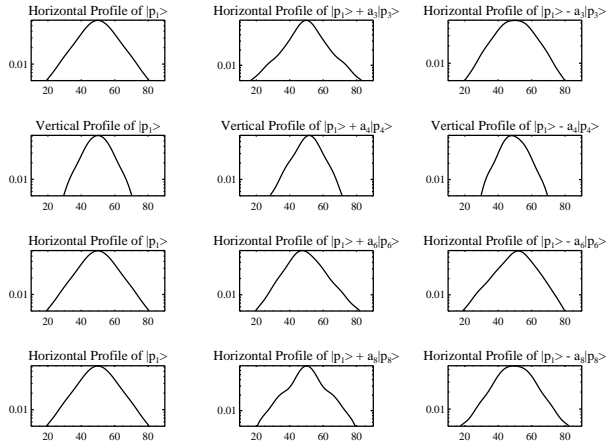 Horizontal Profile of |p1> Horizontal Profile of |p1> + a3|p3> Horizontal Profile of |p1> - a3|p3>
0.01 0.01 0.01
20 40 60 80 20 40 60 80 20 40 60 80
Vertical Profile of |p1> Vertical Profile of |p1> + a4|p4> Vertical Profile of |p1> - a4|p4>
0.01 0.01 0.01
20 40 60 80 20 40 60 80 20 40 60 80
Horizontal Profile of |p1> Horizontal Profile of |p1> + a6|p6> Horizontal Profile of |p1> - a6|p6>
0.01 0.01 0.01
20 40 60 80 20 40 60 80 20 40 60 80
Horizontal Profile of |p1> Horizontal Profile of |p1> + a8|p8> Horizontal Profile of |p1> - a8|p8>
0.01 0.01 0.01
20 40 60 80 20 40 60 80 20 40 60 80